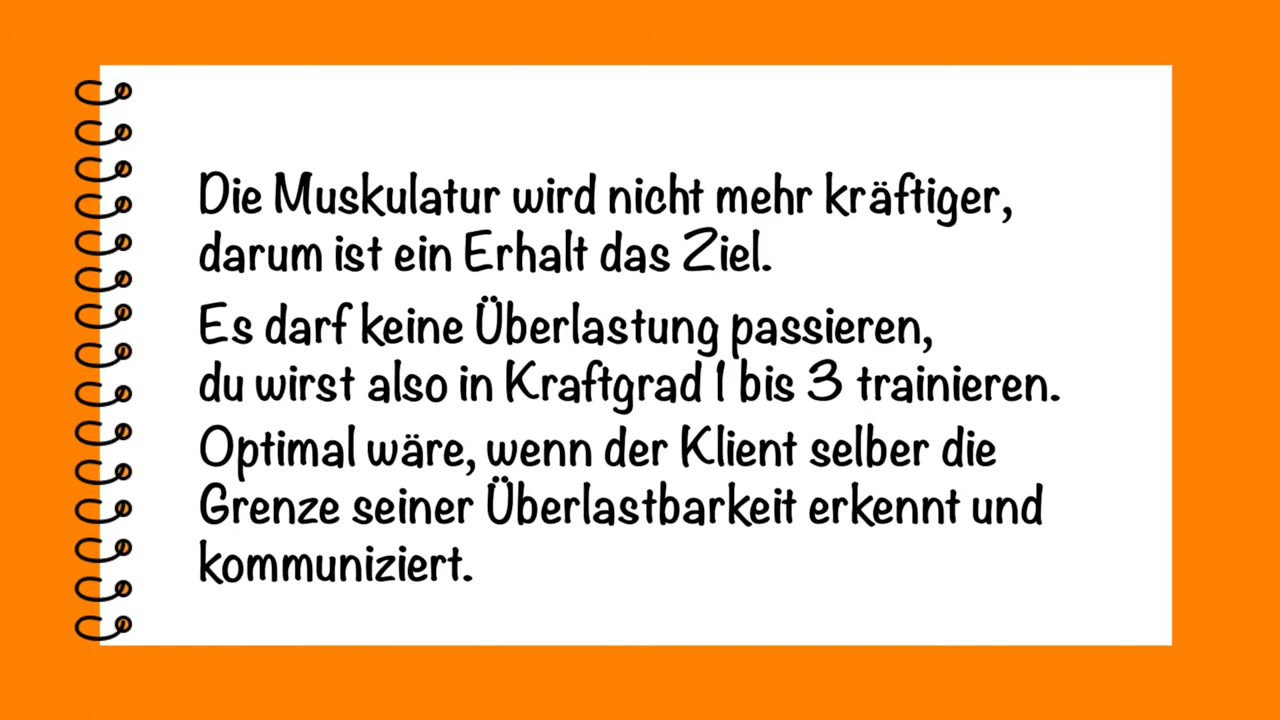 Die Muskulatur wird nicht mehr kräftiger,
darum ist ein Erhalt das Ziel.
Es darf keine Überlastung passieren,
du wirst also in Kraftgrad 1 bis 3 trainieren.
Optimal wäre, wenn der Klient selber die
Grenze seiner Überlastbarkeit erkennt und
kommuniziert.